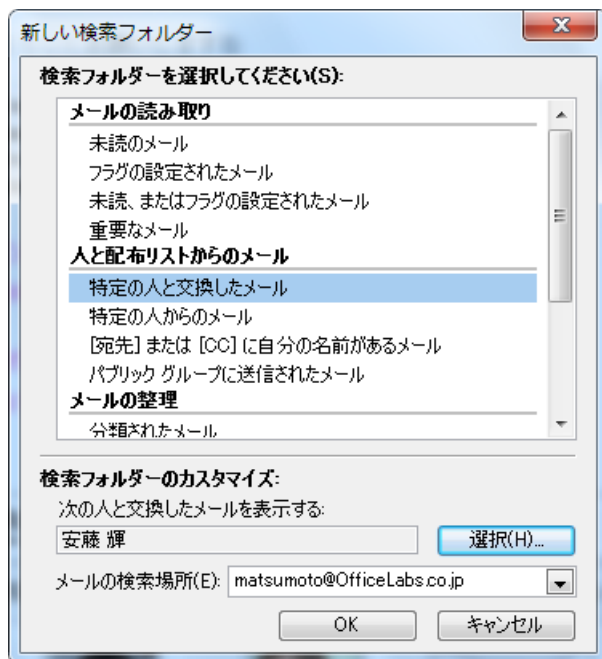 新しい検索フォルダー
検索フォルダーを選択してください(S):
メールの読み取り
未読のメール
フラグの設定されたメール
未読、またはフラグの設定されたメール
重要なメール
人と配布リストからのメール
特定の人と交換したメール
特定の人からのメール
[宛先] または [CC] に自分の名前があるメール
パブリック グループに送信されたメール
メールの整理
分類されたメール
検索フォルダーのカスタマイズ:
次の人と交換したメールを表示する:
安藤 輝
選択(H)...
メールの検索場所(E): matsumoto@OfficeLabs.co.jp
OK キャンセル